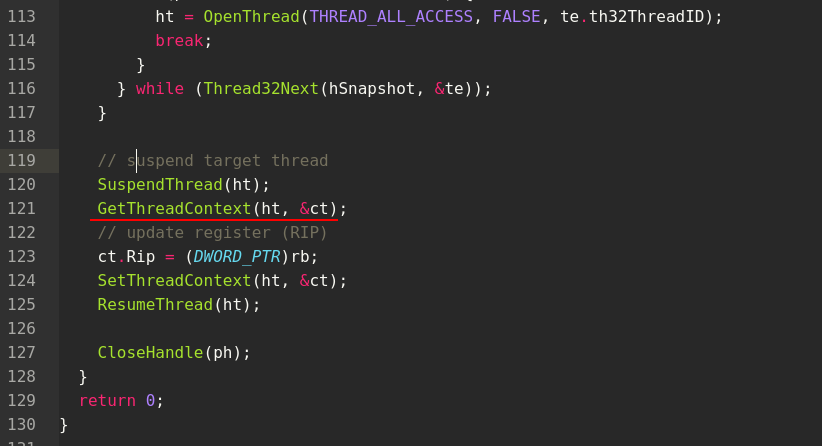 113 ht = OpenThread(THREAD_ALL_ACCESS, FALSE, te.th32ThreadID);
114 break;
115 }
116 } while (Thread32Next(hSnapshot, &te));
117 }
118
119 // suspend target thread
120 SuspendThread(ht);
121 GetThreadContext(ht, &ct);
122 // update register (RIP)
123 ct.Rip = (DWORD_PTR)rb;
124 SetThreadContext(ht, &ct);
125 ResumeThread(ht);
126
127 CloseHandle(ph);
128 }
129 return 0;
130 }